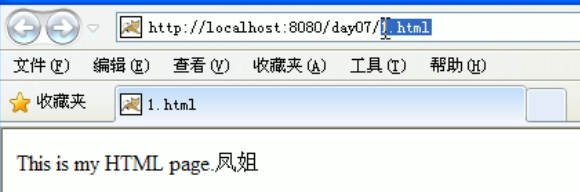 http://localhost:8080/day07/1.html
文件(F) 编辑(E) 查看(V) 收藏夹(A) 工具(T) 帮助(H)
收藏夹 1.html
This is my HTML page.凤姐